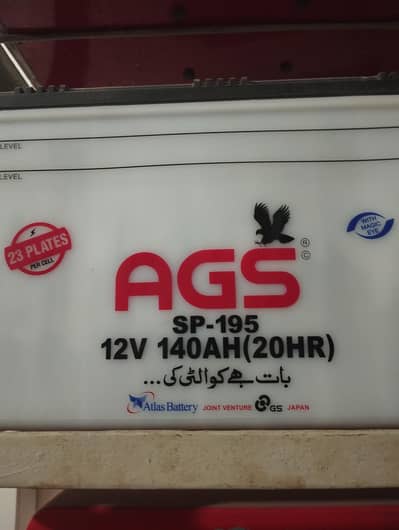 LEVEL
LEVEL
23 PLATES
PER CELL
WITH
MAGIC
EYE
AGS ® ©
SP-195
12V 140AH(20HR)
بات ہے کوالٹی کی...
Atlas Battery JOINT VENTURE GS JAPAN